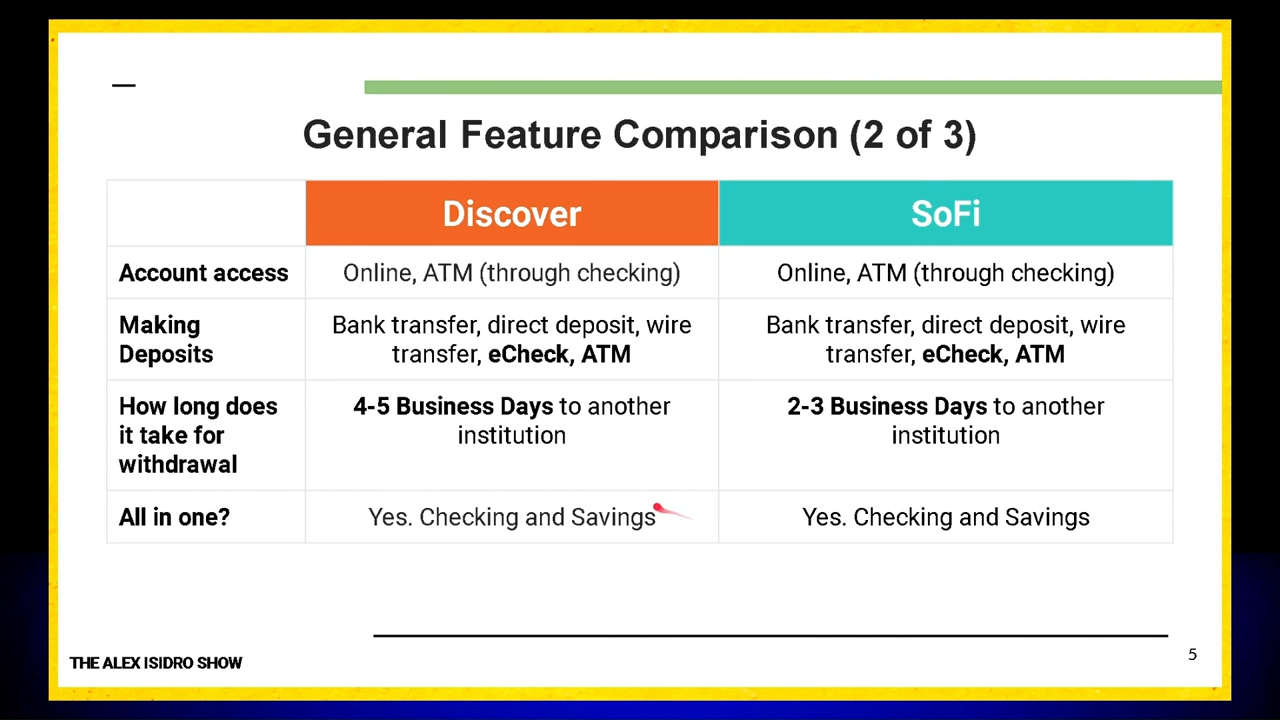 General Feature Comparison (2 of 3)
Discover
SoFi
Account access
Online, ATM (through checking)
Online, ATM (through checking)
Making
Deposits
Bank transfer, direct deposit, wire
transfer, eCheck, ATM
Bank transfer, direct deposit, wire
transfer, eCheck, ATM
How long does
it take for
withdrawal
4-5 Business Days to another
institution
2-3 Business Days to another
institution
All in one?
Yes. Checking and Savings
Yes. Checking and Savings
5
THE ALEX ISIDRO SHOW